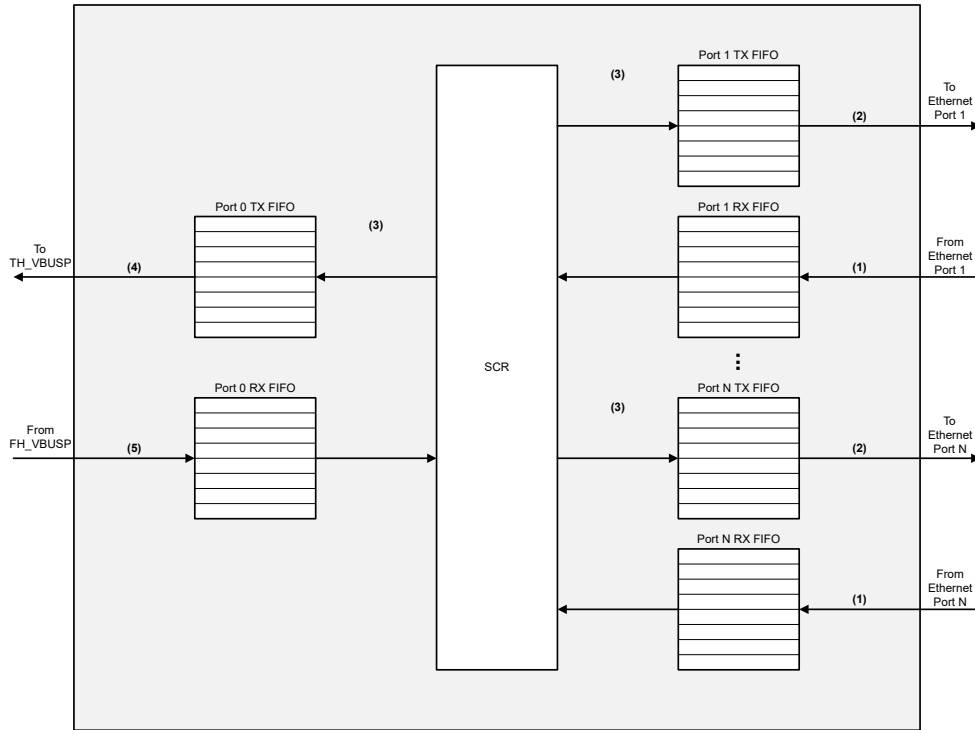 Port 1 TX FIFO
(3)
To
Ethernet
Port 1
(2)
Port 0 TX FIFO
Port 1 RX FIFO
(3)
To
TH_VBUSP
(4)
From
Ethernet
Port 1
(1)
SCR
Port 0 RX FIFO
Port N TX FIFO
(3)
From
FH_VBUSP
(5)
To
Ethernet
Port N
(2)
Port N RX FIFO
From
Ethernet
Port N
(1)